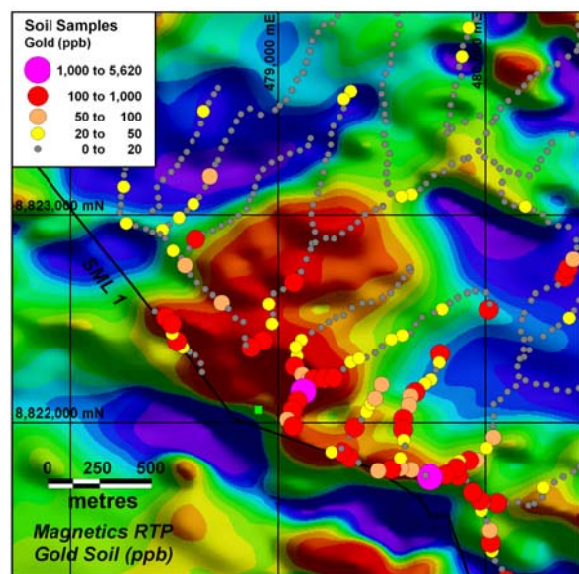 Soil Samples
Gold (ppb)
1,000 to 5,620
100 to 1,000
50 to 100
20 to 50
0 to 20
479,000 mE
8,823,000 mN
SML 1
8,822,000 mN
0 250 500
metres
Magnetics RTP
Gold Soil (ppb)